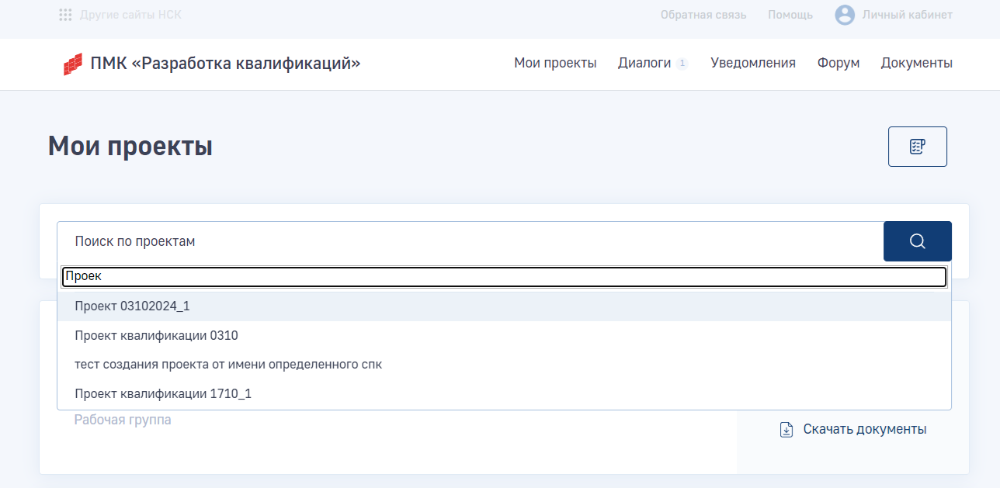 Другие сайты НСК
Обратная связь Помощь Личный кабинет
ПМК «Разработка квалификаций»
Мои проекты Диалоги 1 Уведомления Форум Документы
Мои проекты
Поиск по проектам
Проек
Проект 03102024_1
Проект квалификации 0310
тест создания проекта от имени определенного спк
Проект квалификации 1710_1
Рабочая группа
Скачать документы